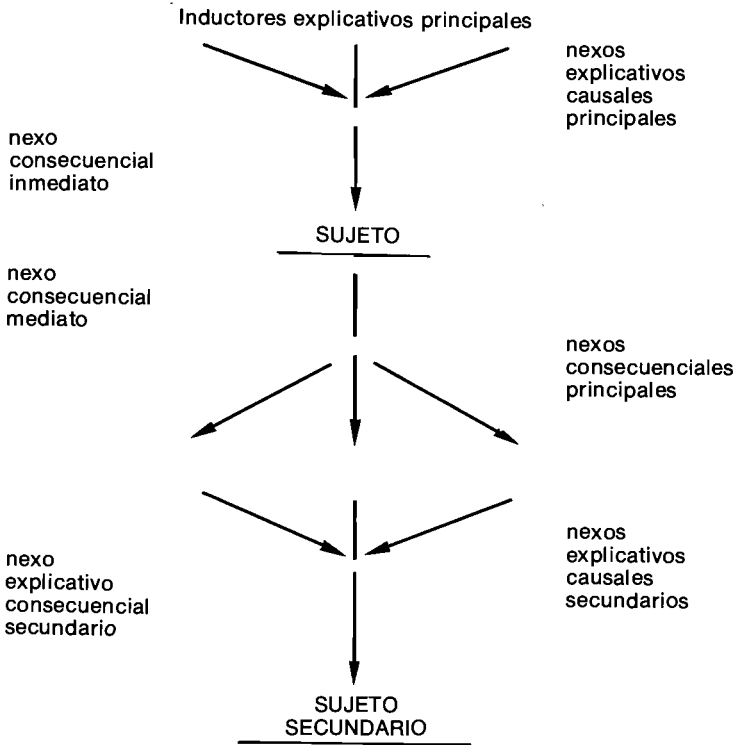 Inductores explicativos principales
nexos
explicativos
causales
principales
nexo
consecuencial
inmediato
SUJETO
nexo
consecuencial
mediato
nexos
consecuenciales
principales
nexo
explicativo
consecuencial
secundario
nexos
explicativos
causales
secundarios
SUJETO
SECUNDARIO